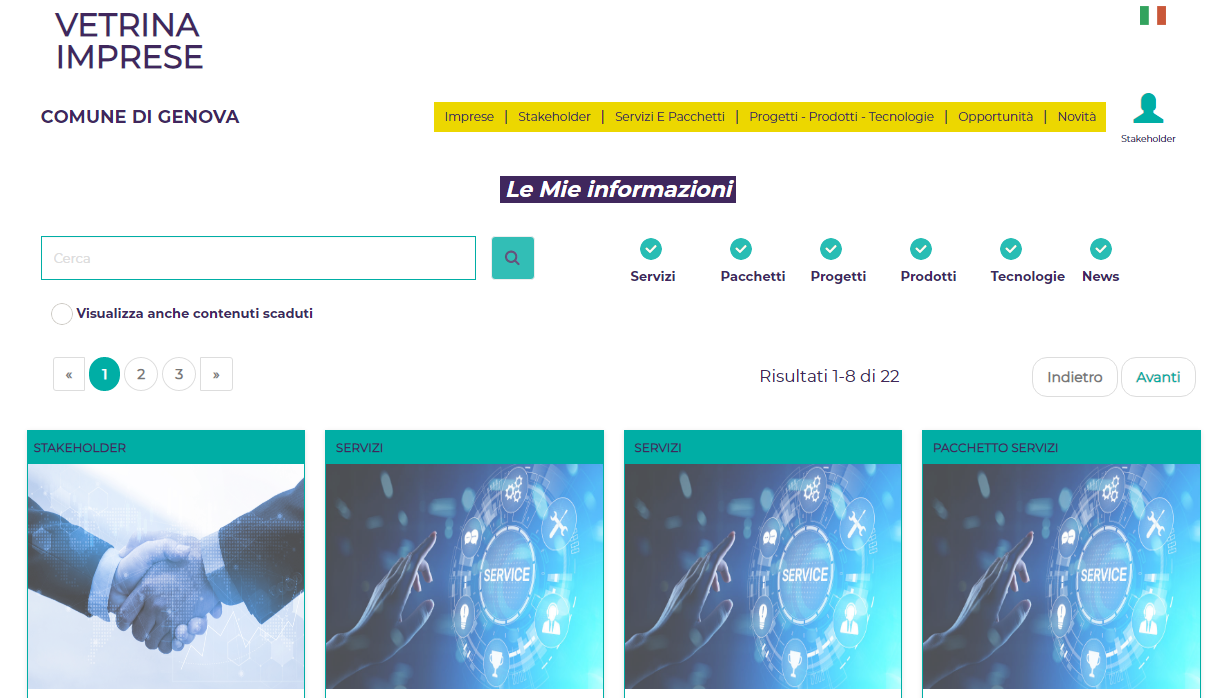 VETRINA
IMPRESE
COMUNE DI GENOVA
Imprese | Stakeholder | Servizi E Pacchetti | Progetti - Prodotti - Tecnologie | Opportunità | Novità
Stakeholder
Le Mie informazioni
Cerca
Servizi Pacchetti Progetti Prodotti Tecnologie News
Visualizza anche contenuti scaduti
« 1 2 3 »
Risultati 1-8 di 22
Indietro Avanti
STAKEHOLDER
SERVIZI
SERVIZI
PACCHETTO SERVIZI
SERVICE
SERVICE
SERVICE